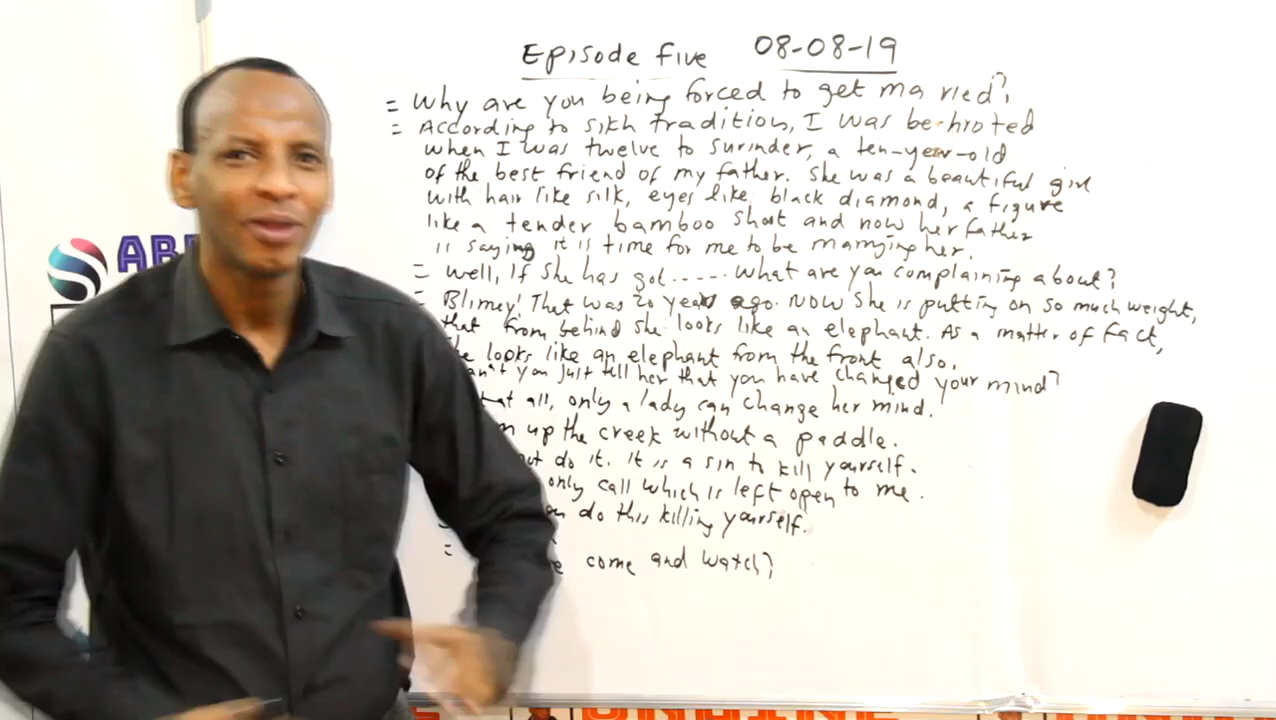 Episode five 08-08-19
= Why are you being forced to get married?
= According to sikh tradition, I was be-hroted
when I was twelve to Surinder, a ten-year-old
of the best friend of my father. She was a beautiful girl
with hair like silk, eyes like black diamond, a figure
like a tender bamboo shoot and now her father
is saying it is time for me to be marrying her.
= Well, If she has got...... What are you complaining about?
= Blimey! That was 20 years ago. Now she is putting on so much weight,
that from behind she looks like an elephant. As a matter of fact,
looks like an elephant from the front also.
you just tell her that you have changed your mind?
at all, only a lady can change her mind.
up the creek without a paddle.
do it. It is a sin to kill yourself.
only call which is left open to me.
do this killing yourself.
= come and watch?
ABR